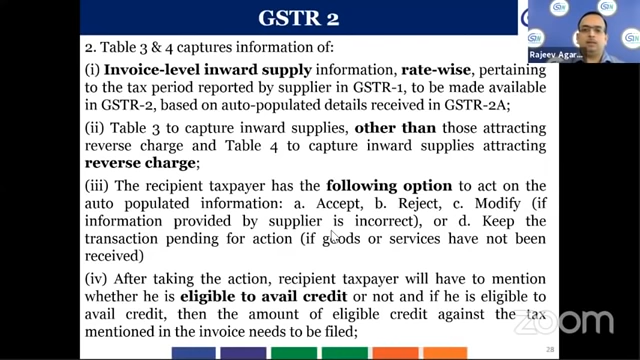 GSTR 2
Rajeev Agar
2. Table 3 & 4 captures information of:
(i) Invoice-level inward supply information, rate-wise, pertaining
to the tax period reported by supplier in GSTR-1, to be made available
in GSTR-2, based on auto-populated details received in GSTR-2A;
(ii) Table 3 to capture inward supplies, other than those attracting
reverse charge and Table 4 to capture inward supplies attracting
reverse charge;
(iii) The recipient taxpayer has the following option to act on the
auto populated information: a. Accept, b. Reject, c. Modify (if
information provided by supplier is incorrect), or d. Keep the
transaction pending for action (if goods or services have not been
received)
(iv) After taking the action, recipient taxpayer will have to mention
whether he is eligible to avail credit or not and if he is eligible to
avail credit, then the amount of eligible credit against the tax
mentioned in the invoice needs to be filed;
zoom
28